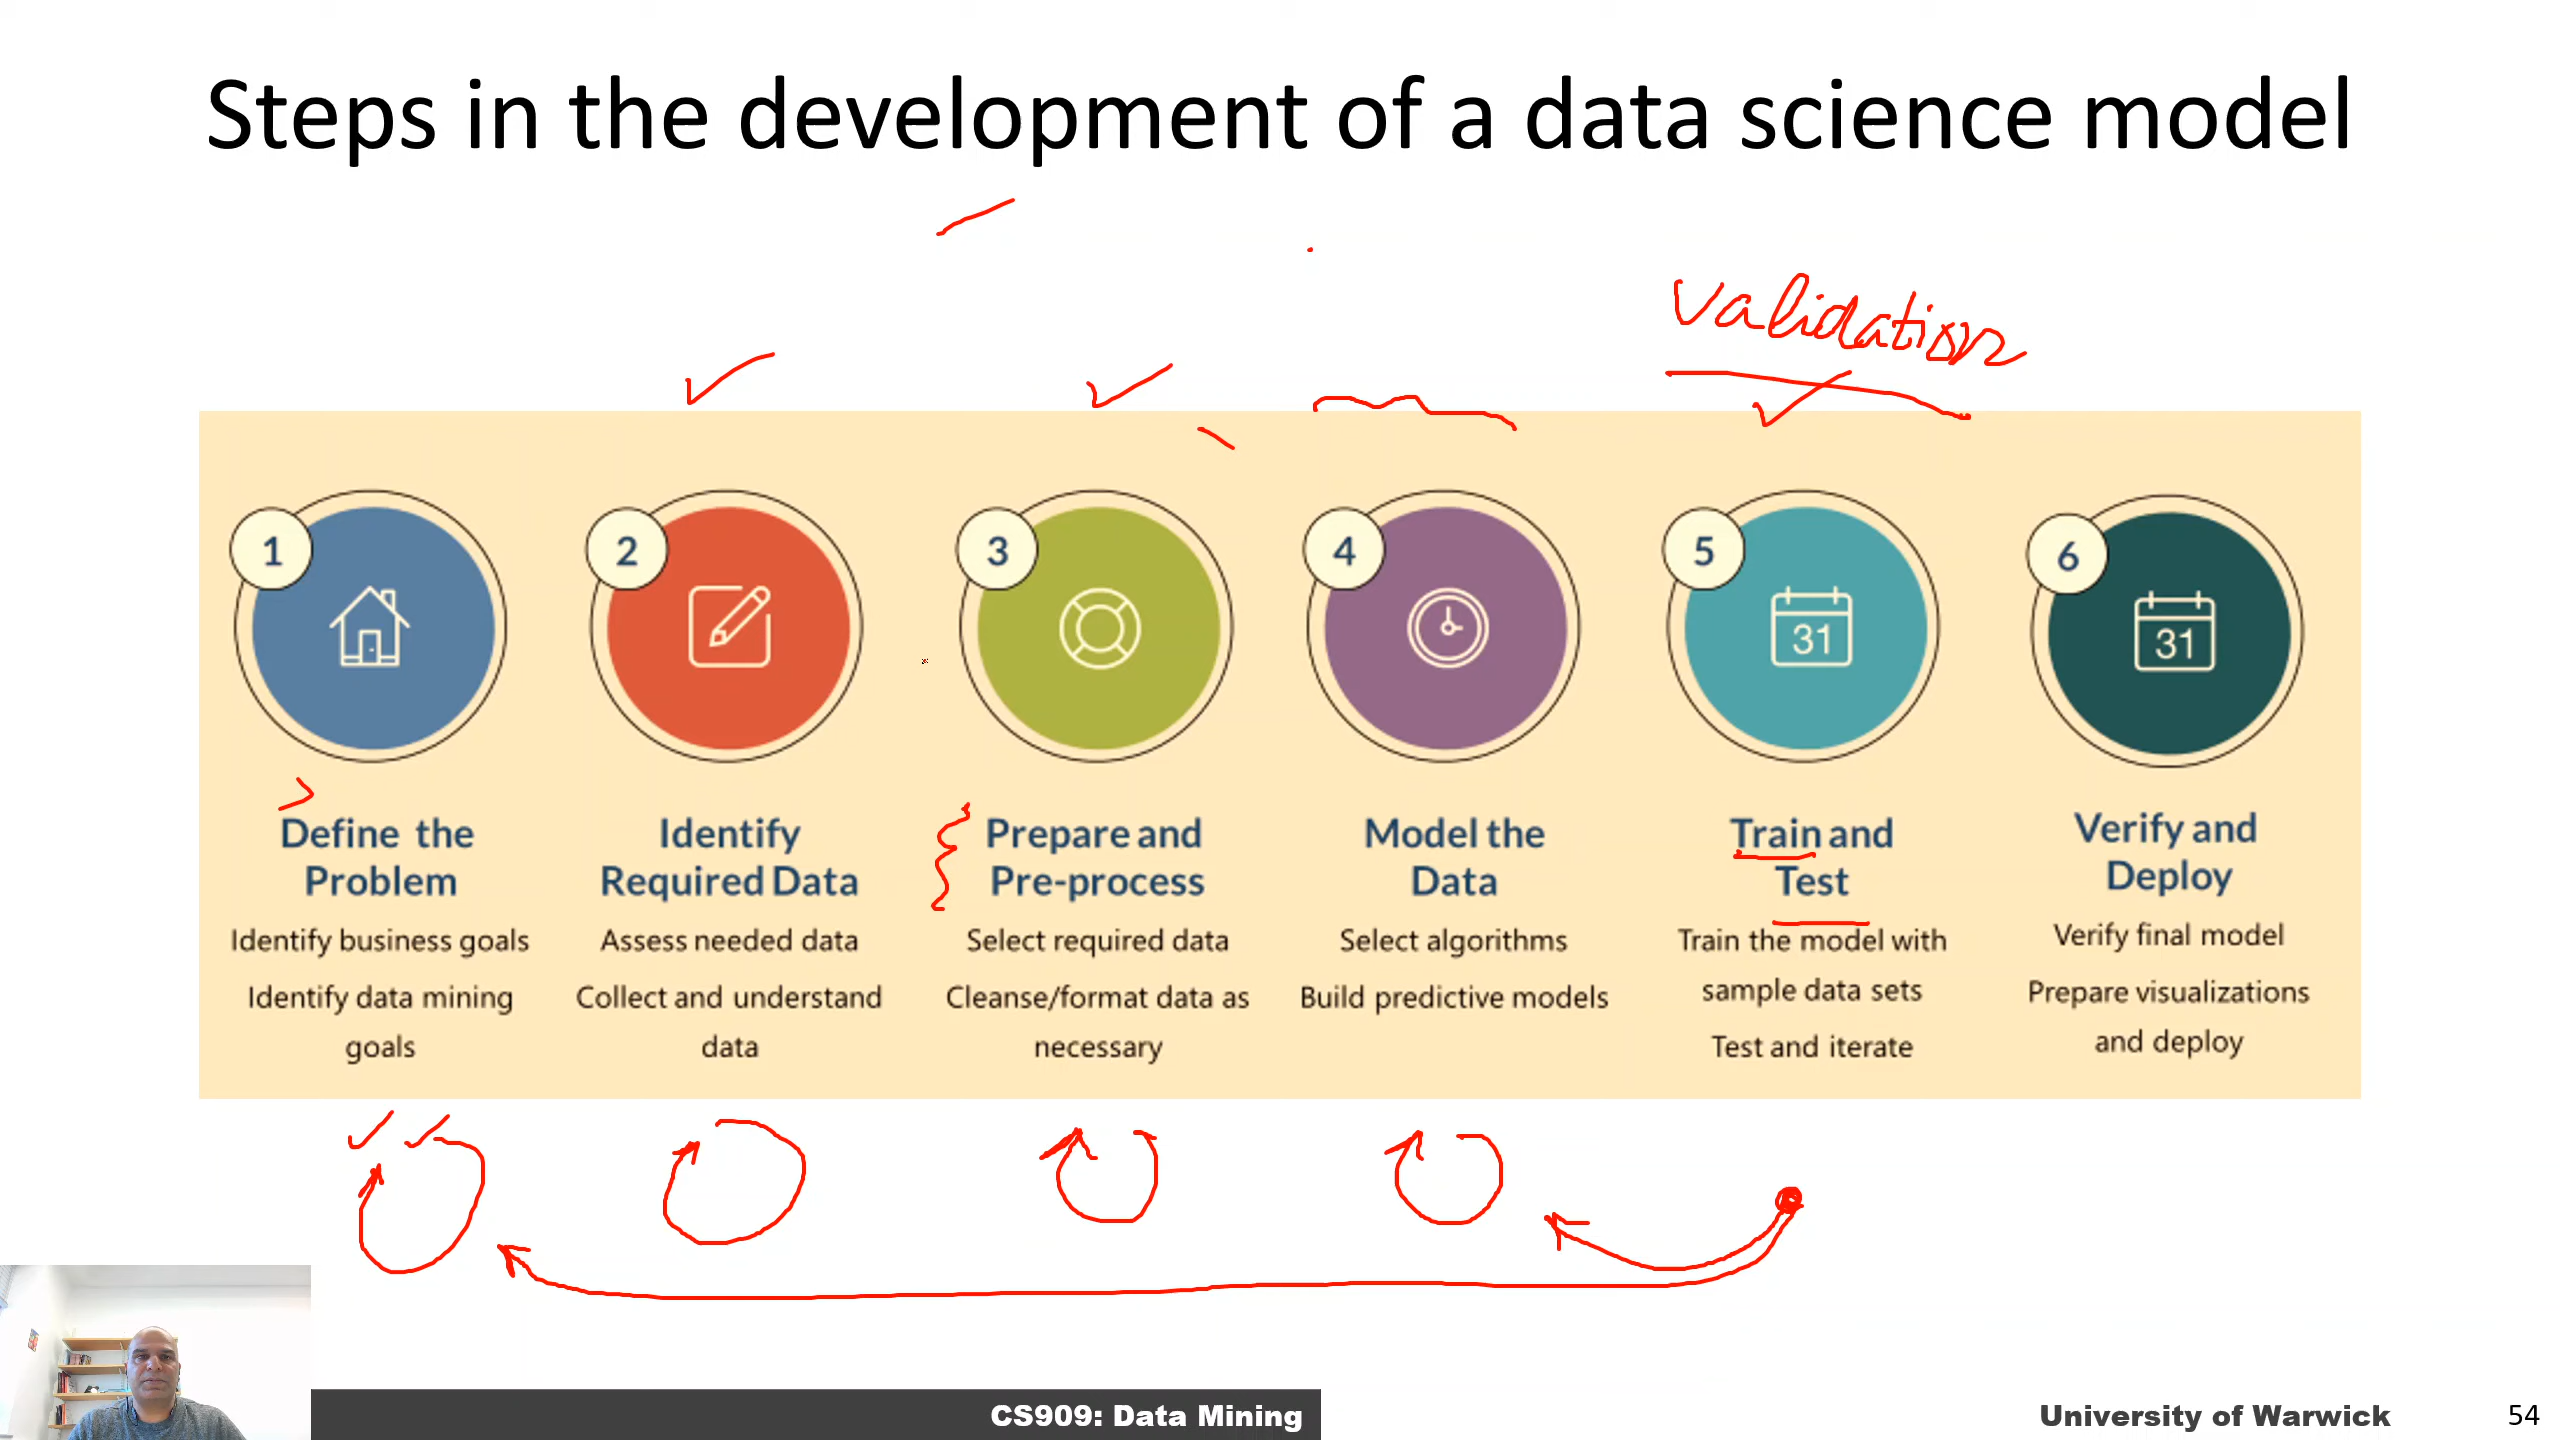 Steps in the development of a data science model
validation
1
2
3
4
5
6
31
31
Define the
Problem
Identify business goals
Identify data mining
goals
Identify
Required Data
Assess needed data
Collect and understand
data
Prepare and
Pre-process
Select required data
Cleanse/format data as
necessary
Model the
Data
Select algorithms
Build predictive models
Train and
Test
Train the model with
sample data sets
Test and iterate
Verify and
Deploy
Verify final model
Prepare visualizations
and deploy
CS909: Data Mining
University of Warwick
54